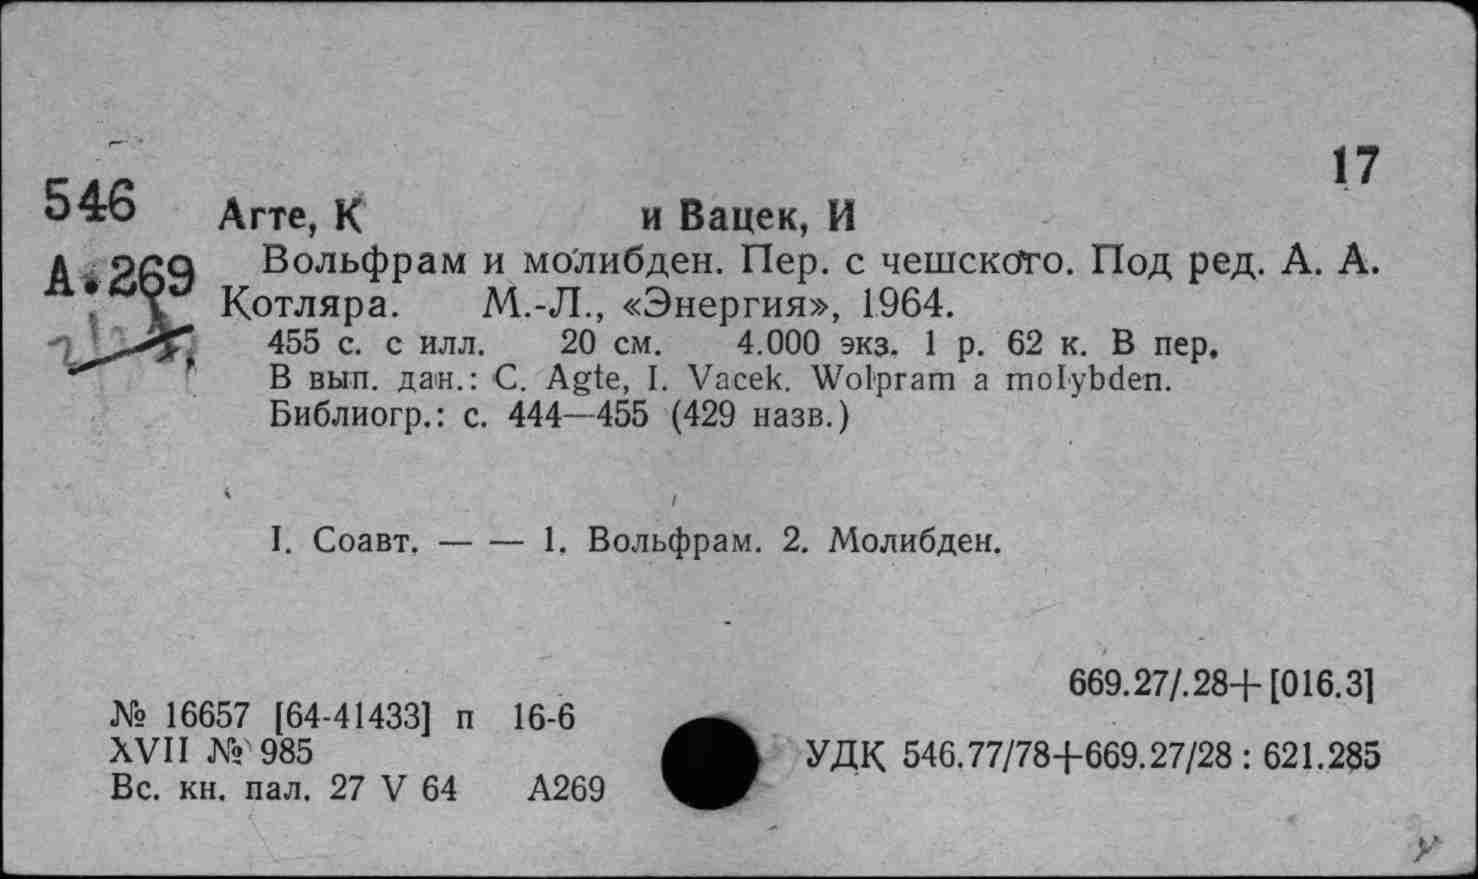 17
546
Агте, К и Вацек, И
А.269
Вольфрам и молибден. Пер. с чешского. Под ред. А. А.
Котляра. М.-Л., «Энергия», 1964.
455 с. с илл. 20 см. 4.000 экз. 1 р. 62 к. В пер.
В вып. дан.: C. Agte, I. Vacek. Wolpram a molybden.
Библиогр.: с. 444—455 (429 назв.)
I. Соавт. — — 1. Вольфрам. 2. Молибден.
669.27/.28+[016.3]
№ 16657 [64-41433] п 16-6
XVII № 985
УДК 546.77/78+669.27/28 : 621.285
Вс. кн. пал. 27 V 64 А269